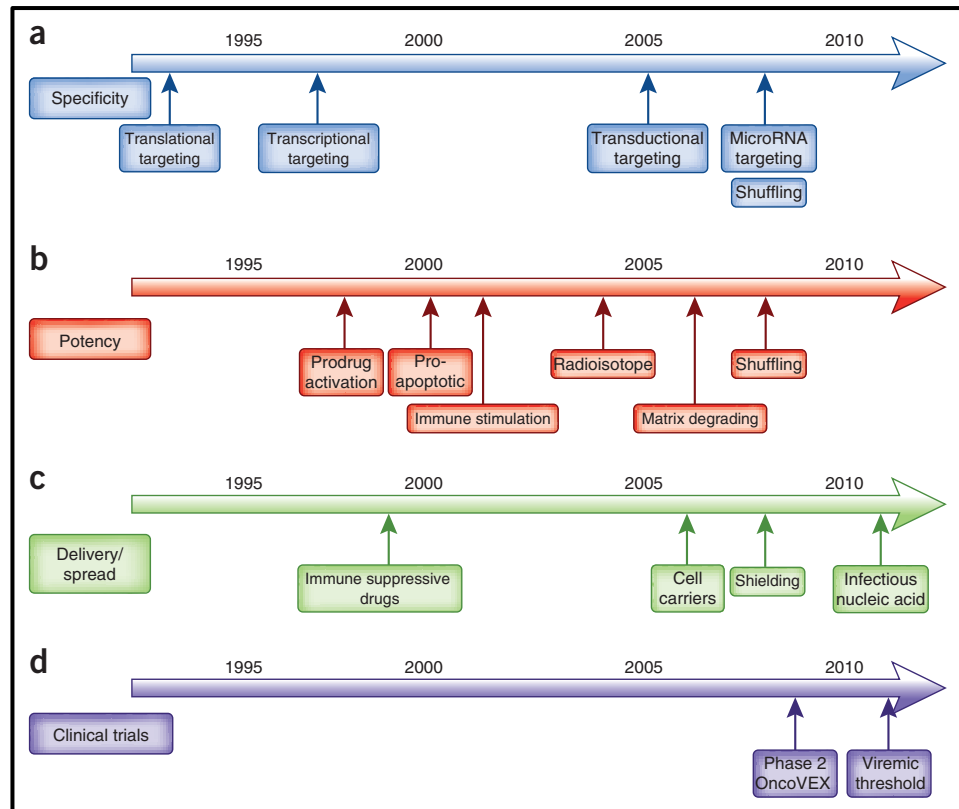 a
1995 2000 2005 2010
Specificity
Translational
targeting
Transcriptional
targeting
Transductional
targeting
MicroRNA
targeting
Shuffling
b
1995 2000 2005 2010
Potency
Prodrug
activation
Pro-
apoptotic
Immune stimulation
Radioisotope
Matrix degrading
Shuffling
c
1995 2000 2005 2010
Delivery/
spread
Immune suppressive
drugs
Cell
carriers
Shielding
Infectious
nucleic acid
d
1995 2000 2005 2010
Clinical trials
Phase 2
OncoVEX
Viremic
threshold